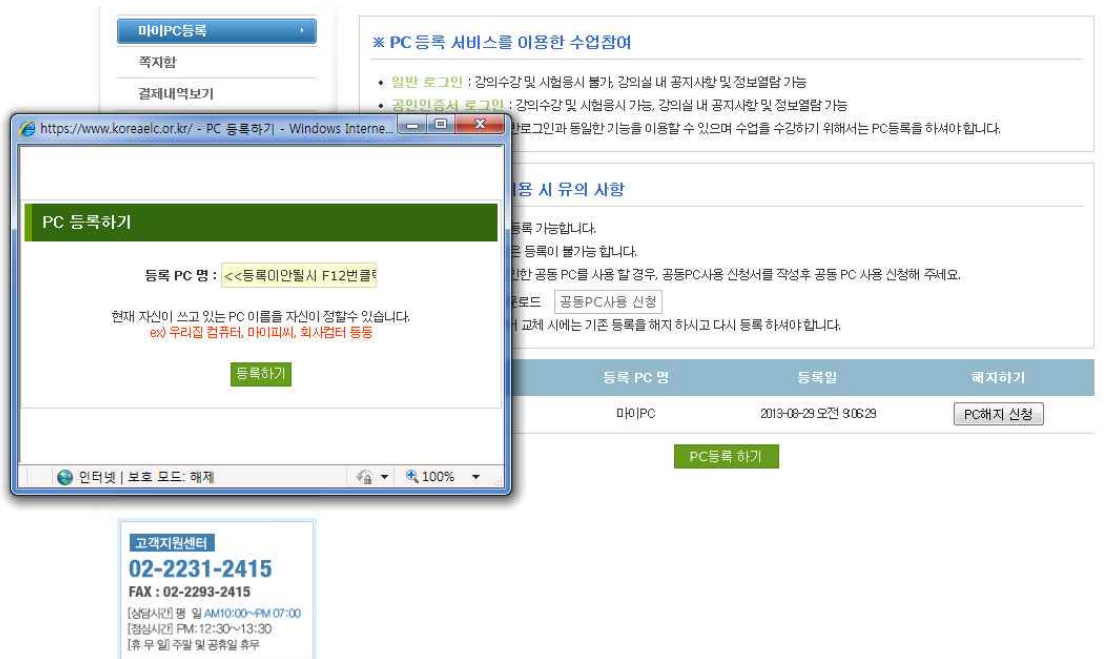 마이PC등록
쪽지함
결제내역보기
※ PC 등록 서비스를 이용한 수업참여
• 일반 로그인 : 강의수강 및 시험응시 불가, 강의실 내 공지사항 및 정보열람 가능
• 공인인증서 로그인 : 강의수강 및 시험응시 가능, 강의실 내 공지사항 및 정보열람 가능
반로그인과 동일한 기능을 이용할 수 있으며 수업을 수강하기 위해서는 PC등록을 하셔야 합니다.
https://www.koreaelc.or.kr/ - PC 등록하기 - Windows Interne...
PC 등록하기
등록 PC 명 : <<등록이안될시 F12번클릭
현재 자신이 쓰고 있는 PC 이름을 자신이 정할수 있습니다.
ex) 우리집 컴퓨터, 마이피씨, 회사컴터 등등
등록하기
인터넷 | 보호 모드: 해제
100%
이용 시 유의 사항
등록 가능합니다.
은 등록이 불가능 합니다.
인한 공동 PC를 사용 할 경우, 공동PC사용 신청서를 작성후 공동 PC 사용 신청해 주세요.
운로드 공동PC사용 신청
터 교체 시에는 기존 등록을 해지 하시고 다시 등록 하셔야 합니다.
등록 PC 명 등록일 해지하기
마이PC 2013-08-29 오전 9:06:29 PC해지 신청
PC등록 하기
고객지원센터
02-2231-2415
FAX : 02-2293-2415
[상담시간] 평 일 AM10:00~PM 07:00
[점심시간] PM: 12:30~13:30
[휴 무 일] 주말 및 공휴일 휴무